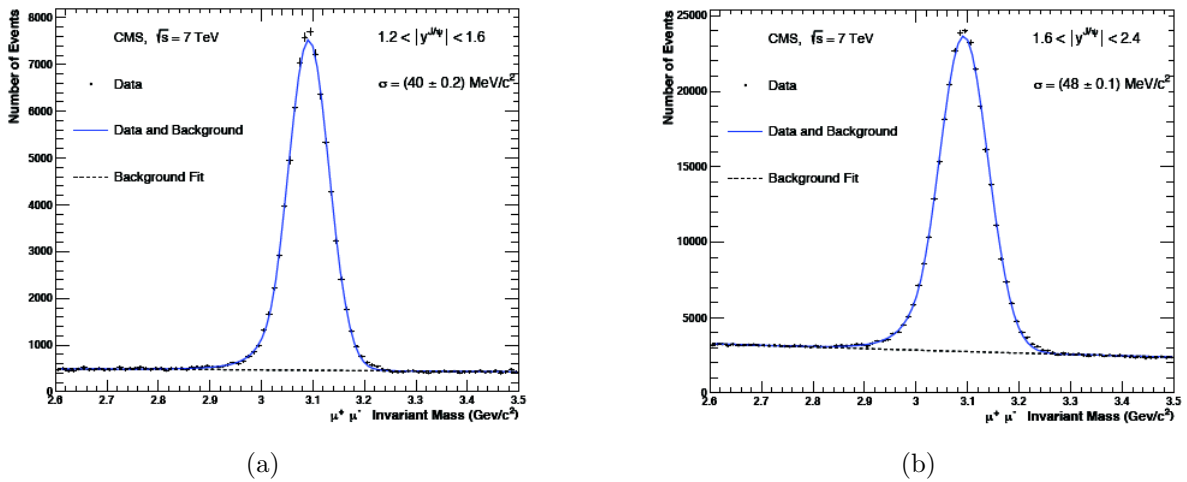 CMS, √s = 7 TeV
1.2 < |y^J/ψ| < 1.6
Data
σ = (40 ± 0.2) MeV/c²
Data and Background
Background Fit
Number of Events
8000
7000
6000
5000
4000
3000
2000
1000
0
2.6 2.7 2.8 2.9 3 3.1 3.2 3.3 3.4 3.5
μ⁺ μ⁻ Invariant Mass (Gev/c²)
(a)
CMS, √s = 7 TeV
1.6 < |y^J/ψ| < 2.4
Data
σ = (48 ± 0.1) MeV/c²
Data and Background
Background Fit
Number of Events
25000
20000
15000
10000
5000
0
2.6 2.7 2.8 2.9 3.0 3.1 3.2 3.3 3.4 3.5
μ⁺ μ⁻ Invariant Mass (Gev/c²)
(b)